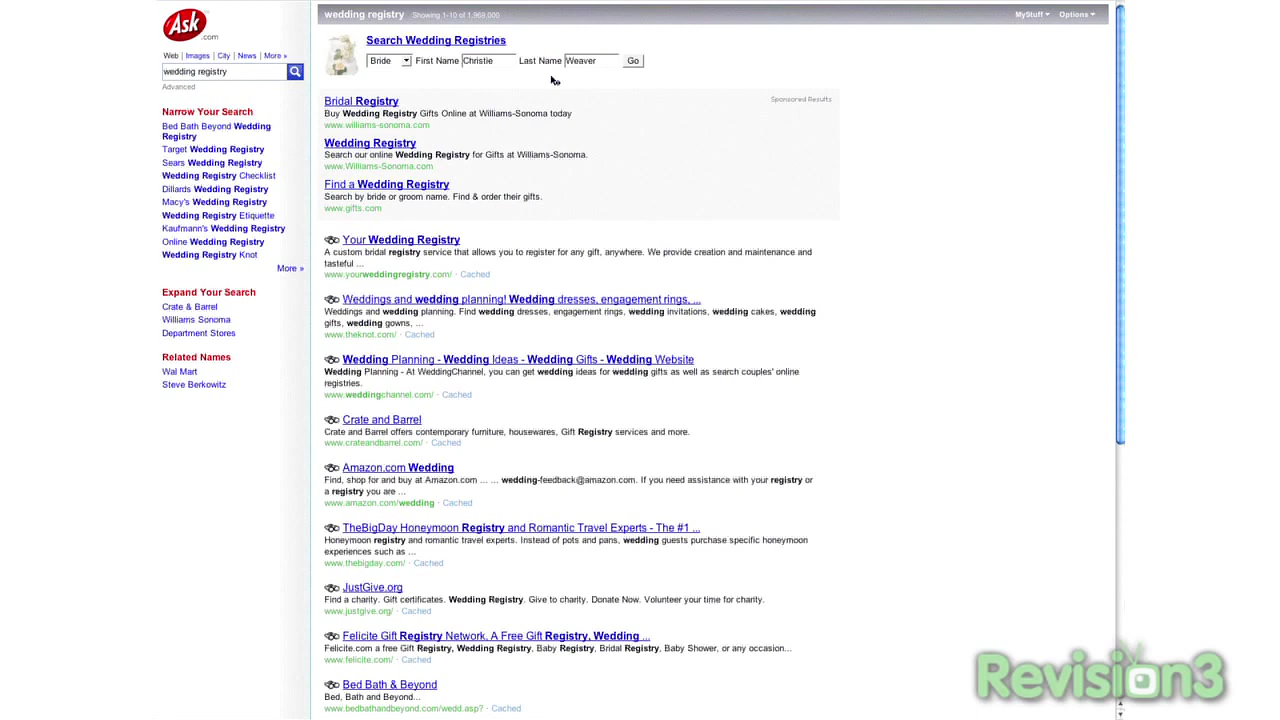 Ask.com
Web | Images | City | News | More »
wedding registry
Advanced
Narrow Your Search
Bed Bath Beyond Wedding
Registry
Target Wedding Registry
Sears Wedding Registry
Wedding Registry Checklist
Dillards Wedding Registry
Macy's Wedding Registry
Wedding Registry Etiquette
Kaufmann's Wedding Registry
Online Wedding Registry
Wedding Registry Knot
More »
Expand Your Search
Crate & Barrel
Williams Sonoma
Department Stores
Related Names
Wal Mart
Steve Berkowitz
wedding registry Showing 1-10 of 1,968,000
MyStuff Options
Search Wedding Registries
Bride First Name Christie Last Name Weaver Go
Sponsored Results
Bridal Registry
Buy Wedding Registry Gifts Online at Williams-Sonoma today
www.williams-sonoma.com
Wedding Registry
Search our online Wedding Registry for Gifts at Williams-Sonoma.
www.Williams-Sonoma.com
Find a Wedding Registry
Search by bride or groom name. Find & order their gifts.
www.gifts.com
Your Wedding Registry
A custom bridal registry service that allows you to register for any gift, anywhere. We provide creation and maintenance and
tasteful ...
www.yourweddingregistry.com/ · Cached
Weddings and wedding planning! Wedding dresses, engagement rings, ...
Weddings and wedding planning. Find wedding dresses, engagement rings, wedding invitations, wedding cakes, wedding
gifts, wedding gowns, ...
www.theknot.com/ · Cached
Wedding Planning - Wedding Ideas - Wedding Gifts - Wedding Website
Wedding Planning - At WeddingChannel, you can get wedding ideas for wedding gifts as well as search couples' online
registries.
www.weddingchannel.com/ · Cached
Crate and Barrel
Crate and Barrel offers contemporary furniture, housewares, Gift Registry services and more.
www.crateandbarrel.com/ · Cached
Amazon.com Wedding
Find, shop for and buy at Amazon.com ... ... wedding-feedback@amazon.com. If you need assistance with your registry or
a registry you are ...
www.amazon.com/wedding · Cached
TheBigDay Honeymoon Registry and Romantic Travel Experts - The #1 ...
Honeymoon registry and romantic travel experts. Instead of pots and pans, wedding guests purchase specific honeymoon
experiences such as ...
www.thebigday.com/ · Cached
JustGive.org
Find a charity. Gift certificates. Wedding Registry. Give to charity. Donate Now. Volunteer your time for charity.
www.justgive.org/ · Cached
Felicite Gift Registry Network, A Free Gift Registry, Wedding ...
Felicite.com a free Gift Registry, Wedding Registry, Baby Registry, Bridal Registry, Baby Shower, or any occasion...
www.felicite.com/ · Cached
Bed Bath & Beyond
Bed, Bath and Beyond...
www.bedbathandbeyond.com/wedd.asp? · Cached
Revision3